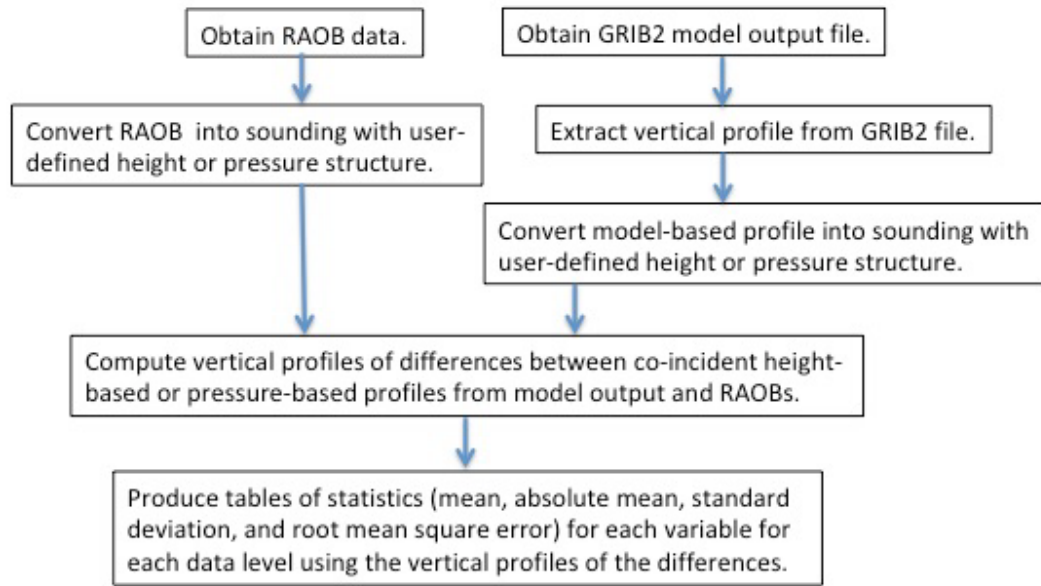 Obtain RAOB data.
Obtain GRIB2 model output file.
Convert RAOB into sounding with user-
defined height or pressure structure.
Extract vertical profile from GRIB2 file.
Convert model-based profile into sounding with
user-defined height or pressure structure.
Compute vertical profiles of differences between co-incident height-
based or pressure-based profiles from model output and RAOBs.
Produce tables of statistics (mean, absolute mean, standard
deviation, and root mean square error) for each variable for
each data level using the vertical profiles of the differences.